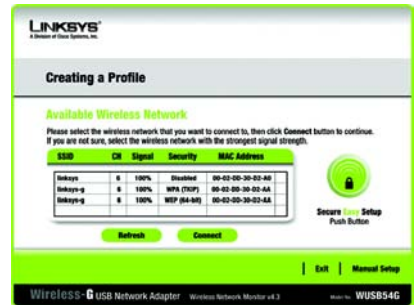 LINKSYS®
A Division of Cisco Systems, Inc.
Creating a Profile
Available Wireless Network
Please select the wireless network that you want to connect to, then click Connect button to continue.
If you are not sure, select the wireless network with the strongest signal strength.
SSID CH Signal Security MAC Address
linksys 6 100% Disabled 00-02-DD-30-D2-A0
linksys-g 6 100% WPA (TKIP) 00-02-DD-30-D2-AA
linksys-g 6 100% WEP (64-bit) 00-02-DD-30-D2-AA
Refresh Connect
Secure Easy Setup
Push Button
Exit Manual Setup
Wireless-G USB Network Adapter Wireless Network Monitor v4.3 Model No. WUSB54G